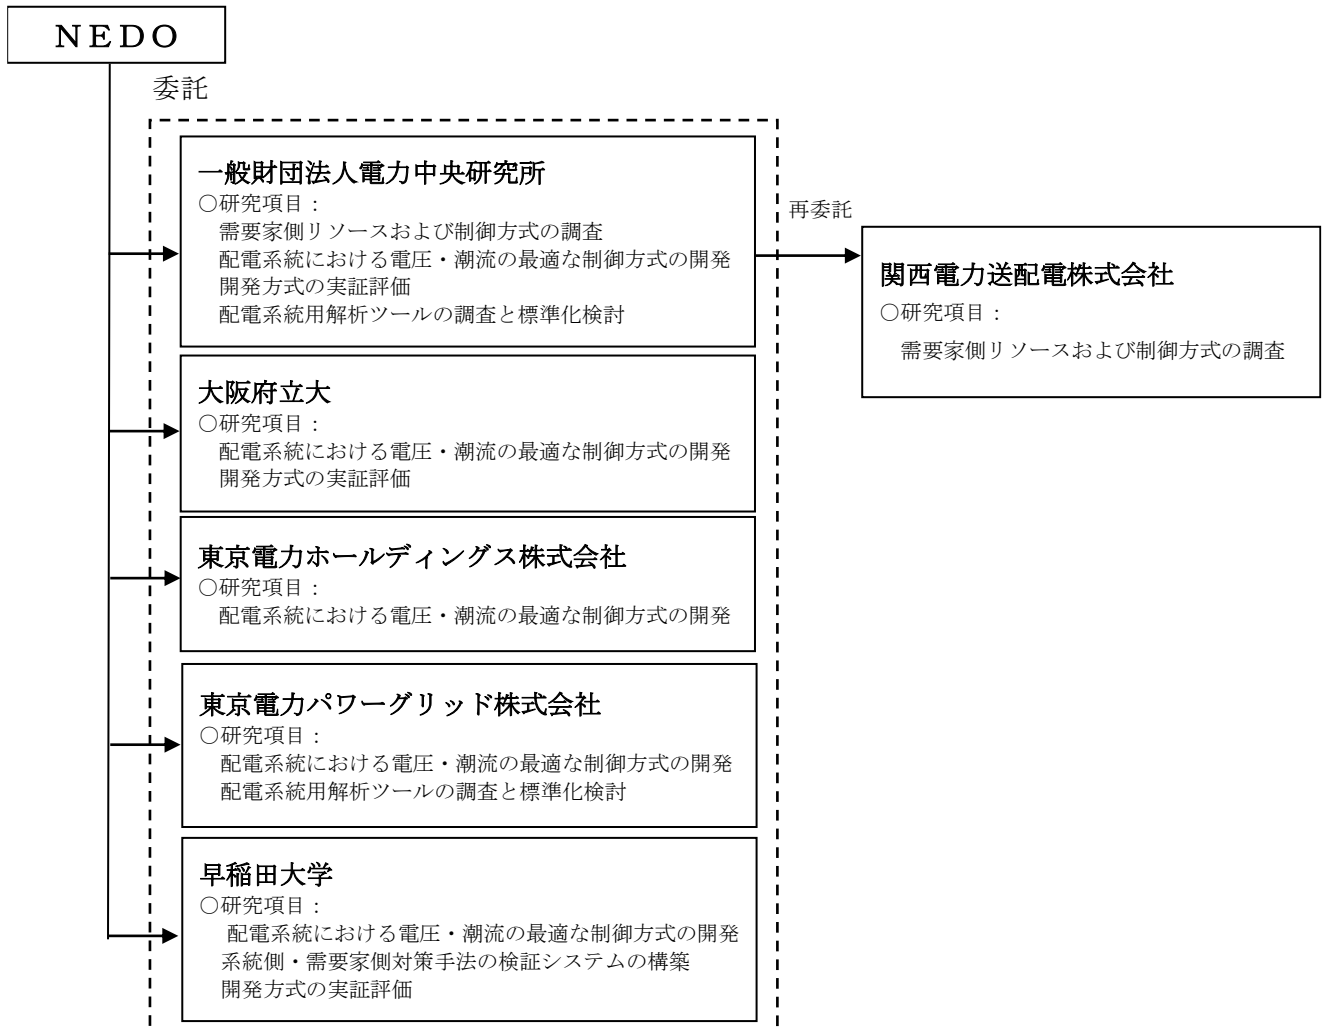 NEDO
委託
一般財団法人電力中央研究所
○研究項目：
需要家側リソースおよび制御方式の調査
配電系統における電圧・潮流の最適な制御方式の開発
開発方式の実証評価
配電系統用解析ツールの調査と標準化検討
再委託
関西電力送配電株式会社
○研究項目：
需要家側リソースおよび制御方式の調査
大阪府立大
○研究項目：
配電系統における電圧・潮流の最適な制御方式の開発
開発方式の実証評価
東京電力ホールディングス株式会社
○研究項目：
配電系統における電圧・潮流の最適な制御方式の開発
東京電力パワーグリッド株式会社
○研究項目：
配電系統における電圧・潮流の最適な制御方式の開発
配電系統用解析ツールの調査と標準化検討
早稲田大学
○研究項目：
配電系統における電圧・潮流の最適な制御方式の開発
系統側・需要家側対策手法の検証システムの構築
開発方式の実証評価